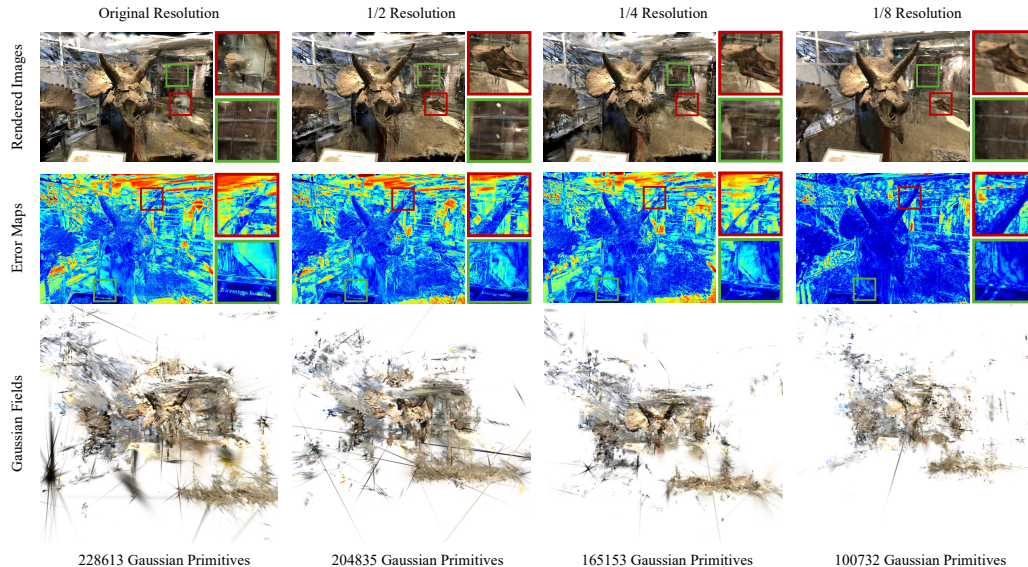 Original Resolution
1/2 Resolution
1/4 Resolution
1/8 Resolution
Rendered Images
Error Maps
Gaussian Fields
228613 Gaussian Primitives
204835 Gaussian Primitives
165153 Gaussian Primitives
100732 Gaussian Primitives